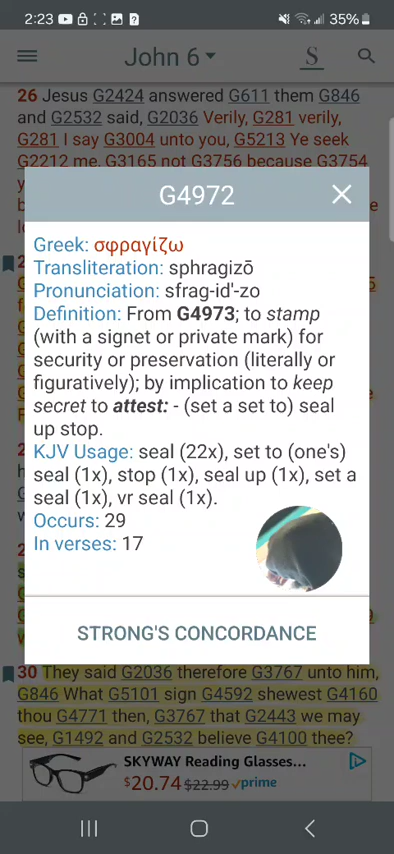 2:23 35%
John 6 S
26 Jesus G2424 answered G611 them G846
and G2532 said, G2036 Verily, G281 verily,
G281 I say G3004 unto you, G5213 Ye seek
G2212 me, G3165 not G3756 because G3754
G4972
Greek: σφραγίζω
Transliteration: sphragizō
Pronunciation: sfrag-id'-zo
Definition: From G4973; to stamp
(with a signet or private mark) for
security or preservation (literally or
figuratively); by implication to keep
secret to attest: - (set a set to) seal
up stop.
KJV Usage: seal (22x), set to (one's)
seal (1x), stop (1x), seal up (1x), set a
seal (1x), vr seal (1x).
Occurs: 29
In verses: 17
STRONG'S CONCORDANCE
30 They said G2036 therefore G3767 unto him,
G846 What G5101 sign G4592 shewest G4160
thou G4771 then, G3767 that G2443 we may
see, G1492 and G2532 believe G4100 thee?
SKYWAY Reading Glasses...
$20.74 $22.99 prime